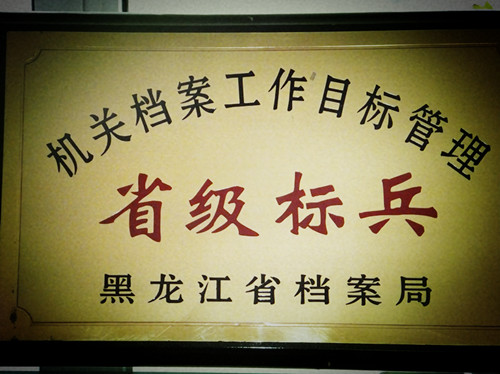 机关档案工作目标管理
省级标兵
黑龙江省档案局